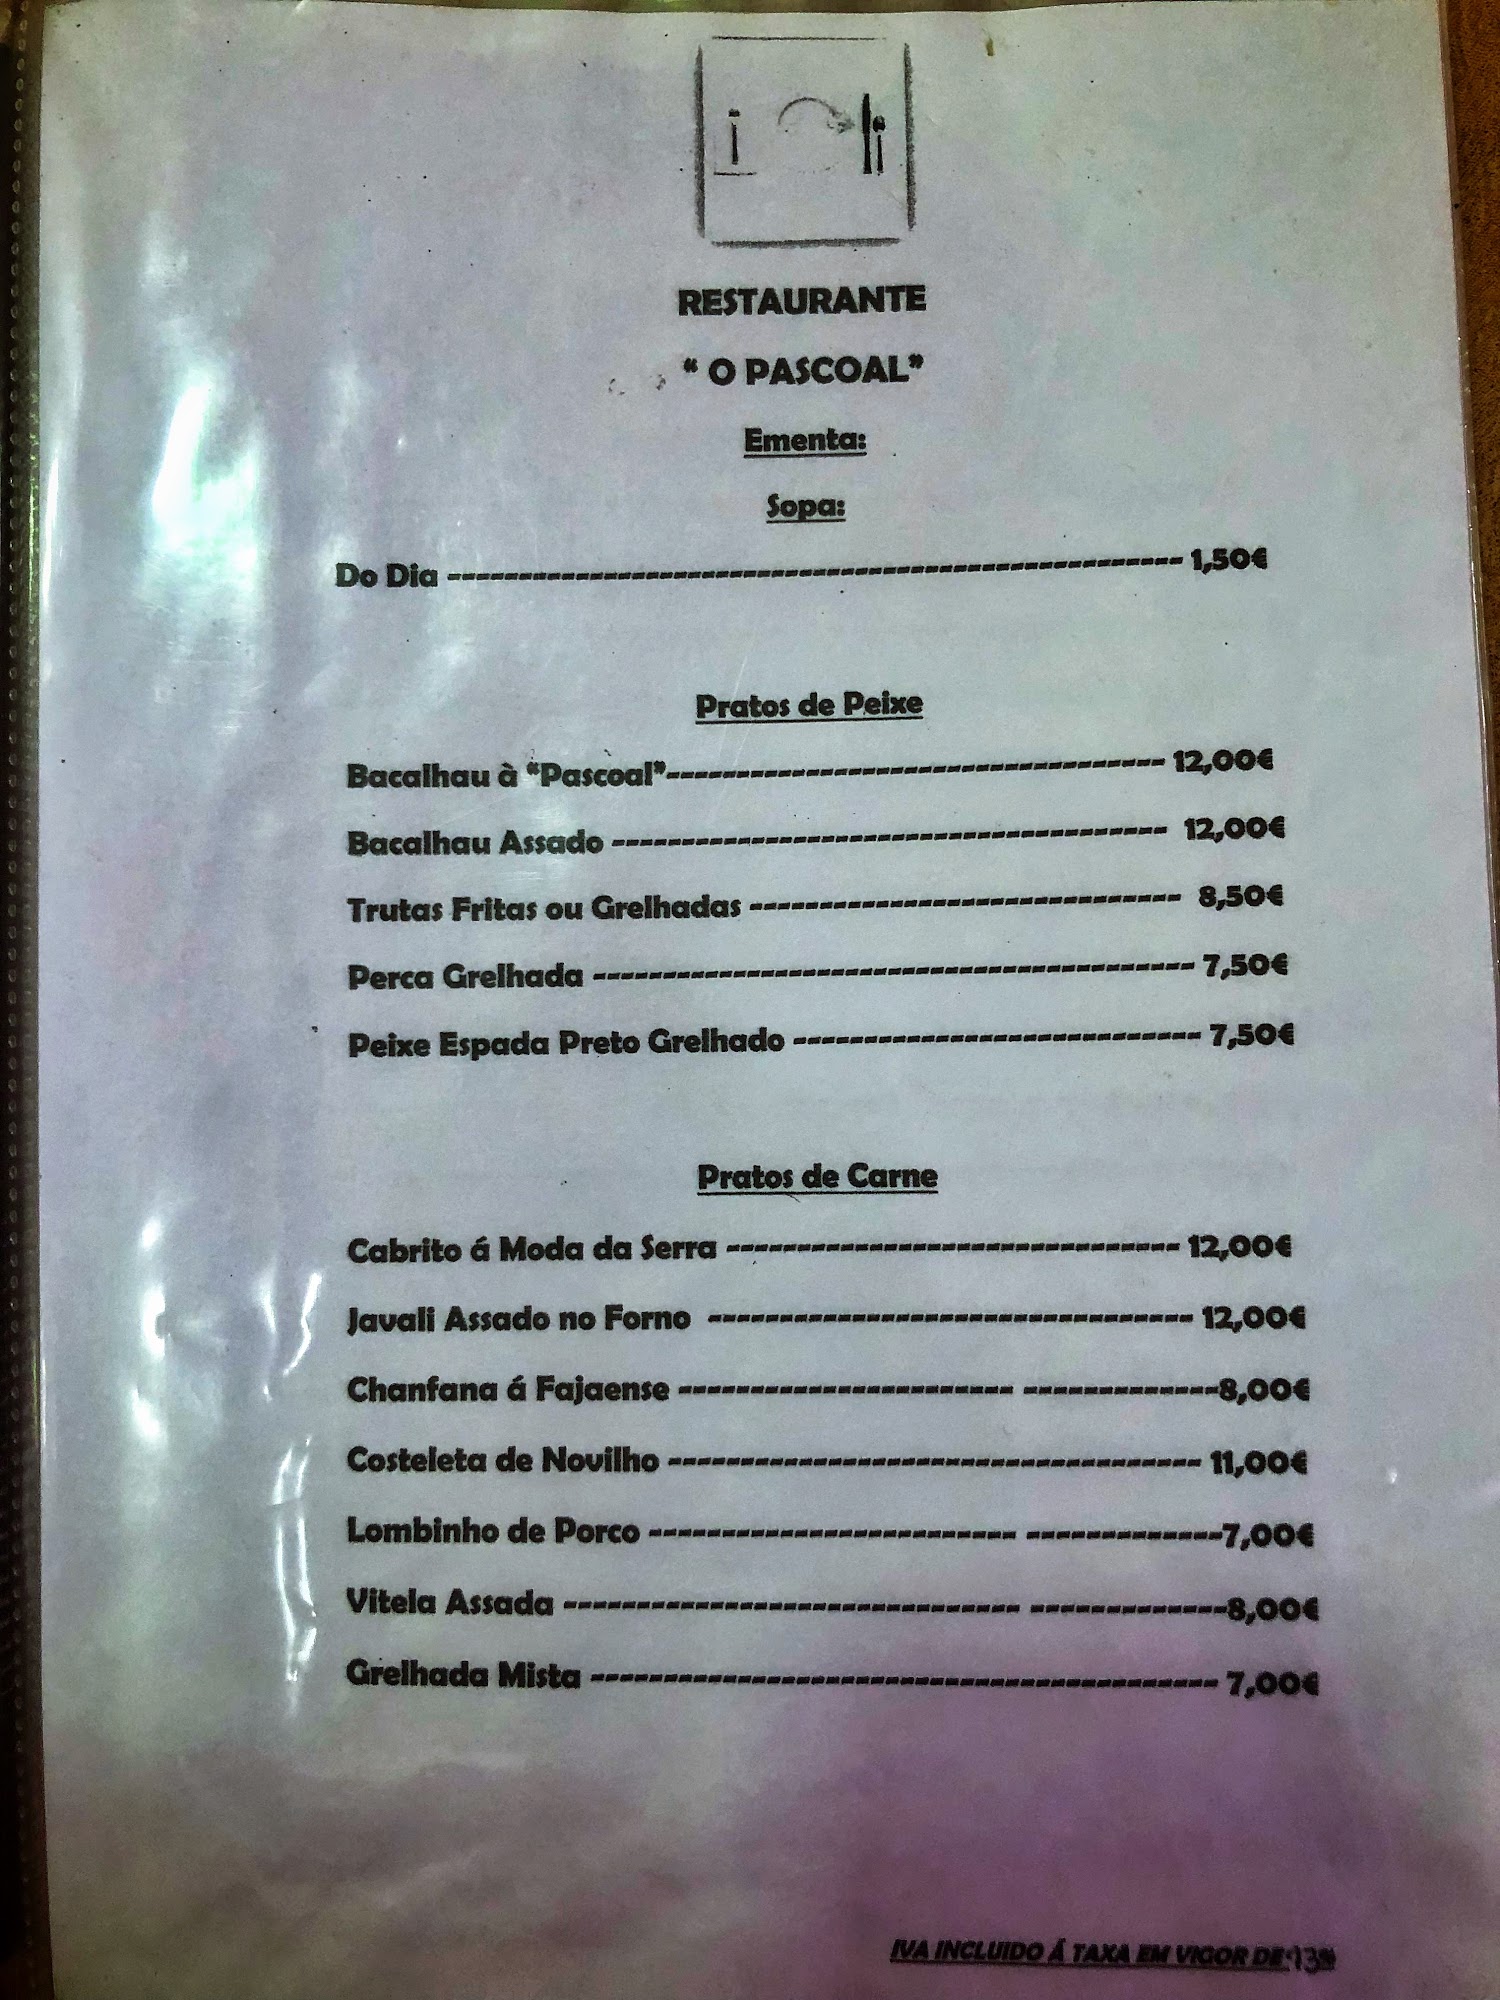 RESTAURANTE
“ O PASCOAL”
Ementa:
Sopa:
Do Dia --------------------------------------------------- 1,50€
Pratos de Peixe
Bacalhau à “Pascoal”----------------------------------- 12,00€
Bacalhau Assado --------------------------------------- 12,00€
Trutas Fritas ou Grelhadas ------------------------------ 8,50€
Perca Grelhada ------------------------------------------ 7,50€
Peixe Espada Preto Grelhado ---------------------------- 7,50€
Pratos de Carne
Cabrito á Moda da Serra ------------------------------- 12,00€
Javali Assado no Forno --------------------------------- 12,00€
Chanfana á Fajaense ----------------------- -------------8,00€
Costeleta de Novilho ------------------------------------ 11,00€
Lombinho de Porco ------------------------- -------------7,00€
Vitela Assada ------------------------------- -------------8,00€
Grelhada Mista ------------------------------------------- 7,00€
IVA INCLUIDO Á TAXA EM VIGOR DE 13%